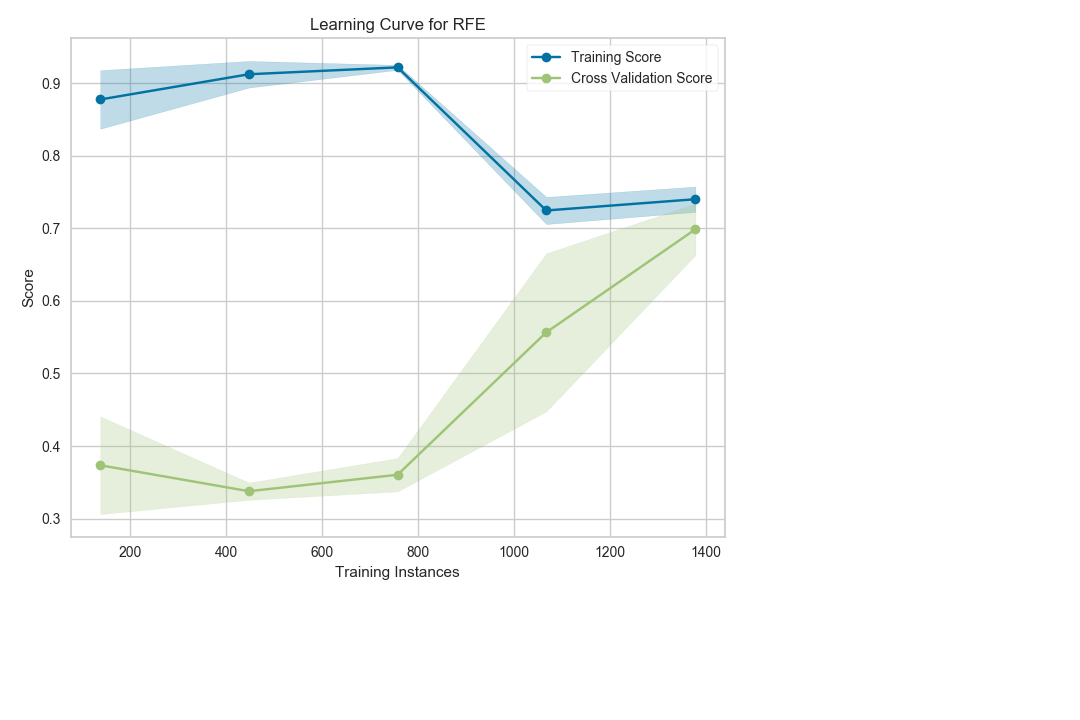 Learning Curve for RFE
Training Score
Cross Validation Score
0.9
0.8
0.7
0.6
0.5
0.4
0.3
Score
200 400 600 800 1000 1200 1400
Training Instances